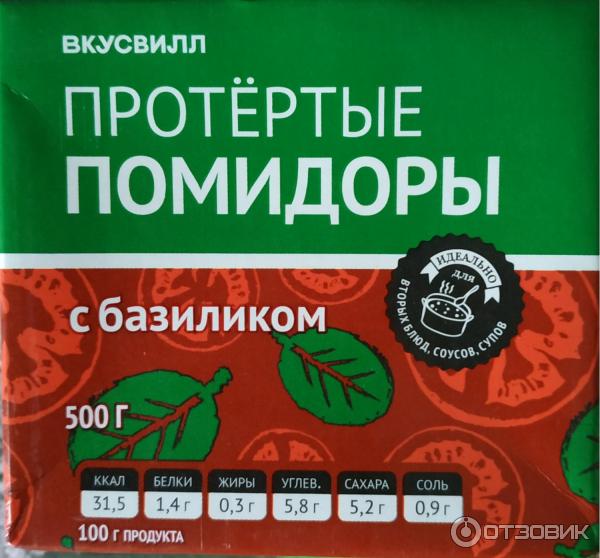 ВКУСВИЛЛ
ПРОТЁРТЫЕ
ПОМИДОРЫ
ИДЕАЛЬНО
для
ВТОРЫХ БЛЮД, СОУСОВ, СУПОВ
с базиликом
500 Г
ККАЛ БЕЛКИ ЖИРЫ УГЛЕВ. САХАРА СОЛЬ
31,5 1,4 г 0,3 г 5,8 г 5,2 г 0,9 г
100 г ПРОДУКТА
ОТЗОВИК